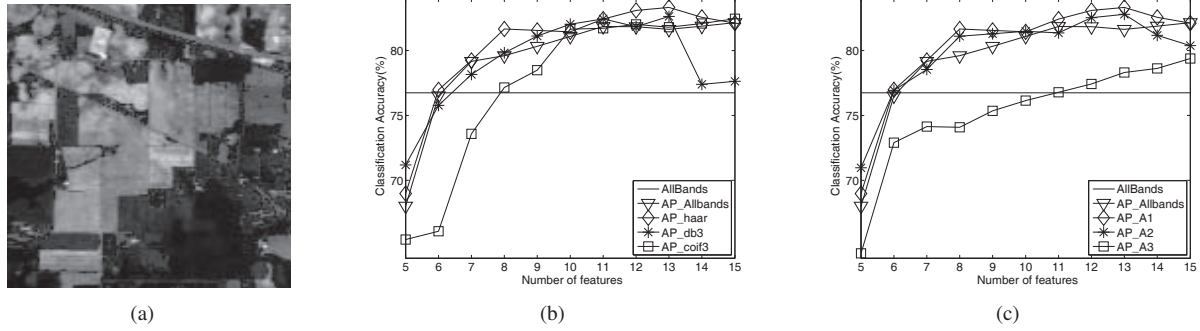 80
75
70
Classification Accuracy(%)
AllBands
AP_Allbands
AP_haar
AP_db3
AP_coif3
5 6 7 8 9 10 11 12 13 14 15
Number of features
80
75
70
Classification Accuracy(%)
AllBands
AP_Allbands
AP_A1
AP_A2
AP_A3
5 6 7 8 9 10 11 12 13 14 15
Number of features
(a)
(b)
(c)